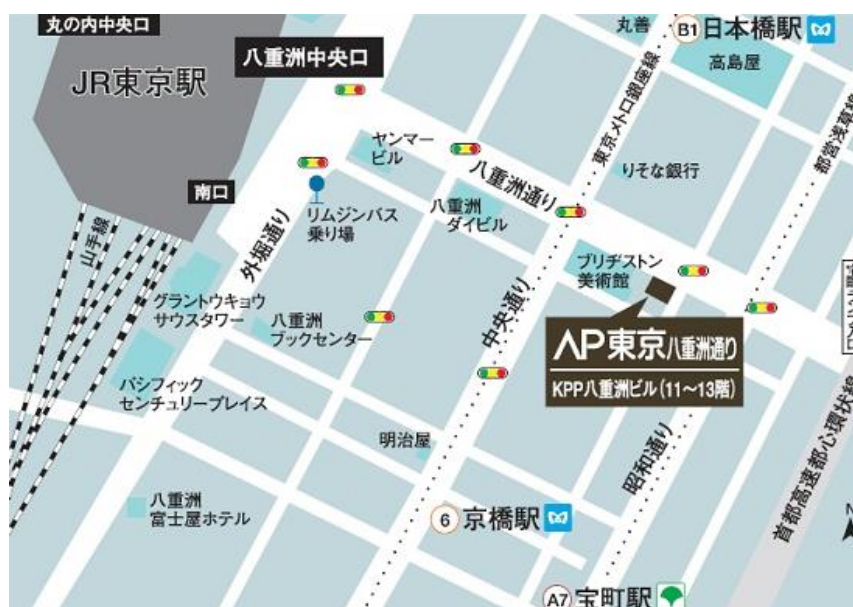 丸の内中央口
JR東京駅
八重洲中央口
南口
山手線
外堀通り
リムジンバス
乗り場
ヤンマー
ビル
八重洲通り
八重洲
ダイビル
丸善
B1 日本橋駅
高島屋
東京メトロ銀座線
都営浅草線
りそな銀行
ブリヂストン
美術館
AP東京八重洲通り
KPP八重洲ビル(11〜13階)
中央通り
グラントウキョウ
サウスタワー
八重洲
ブックセンター
パシフィック
センチュリープレイス
明治屋
昭和通り
首都高速都心環状線
八重洲
富士屋ホテル
6 京橋駅
A7 宝町駅
N